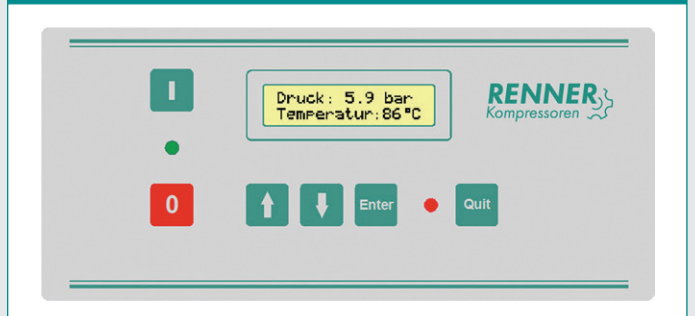 I
Druck: 5.9 bar
Temperatur:86°C
RENNER
Kompressoren
0
Enter
Quit